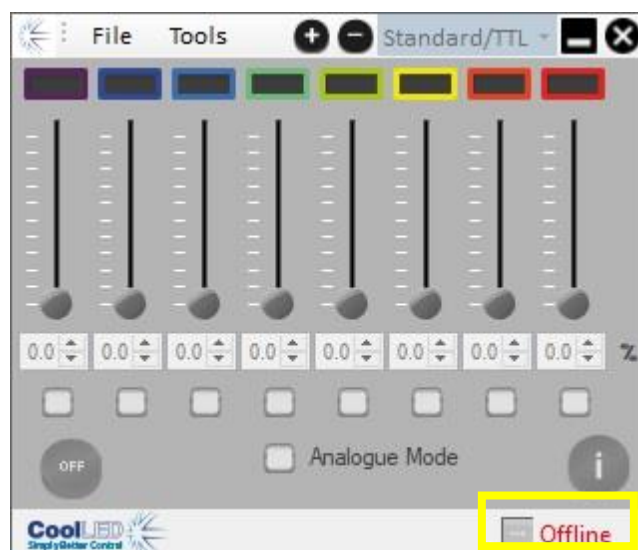 File Tools Standard/TTL
0.0 0.0 0.0 0.0 0.0 0.0 0.0 0.0 %
OFF Analogue Mode i
CoolLED Offline
Simply Better Control